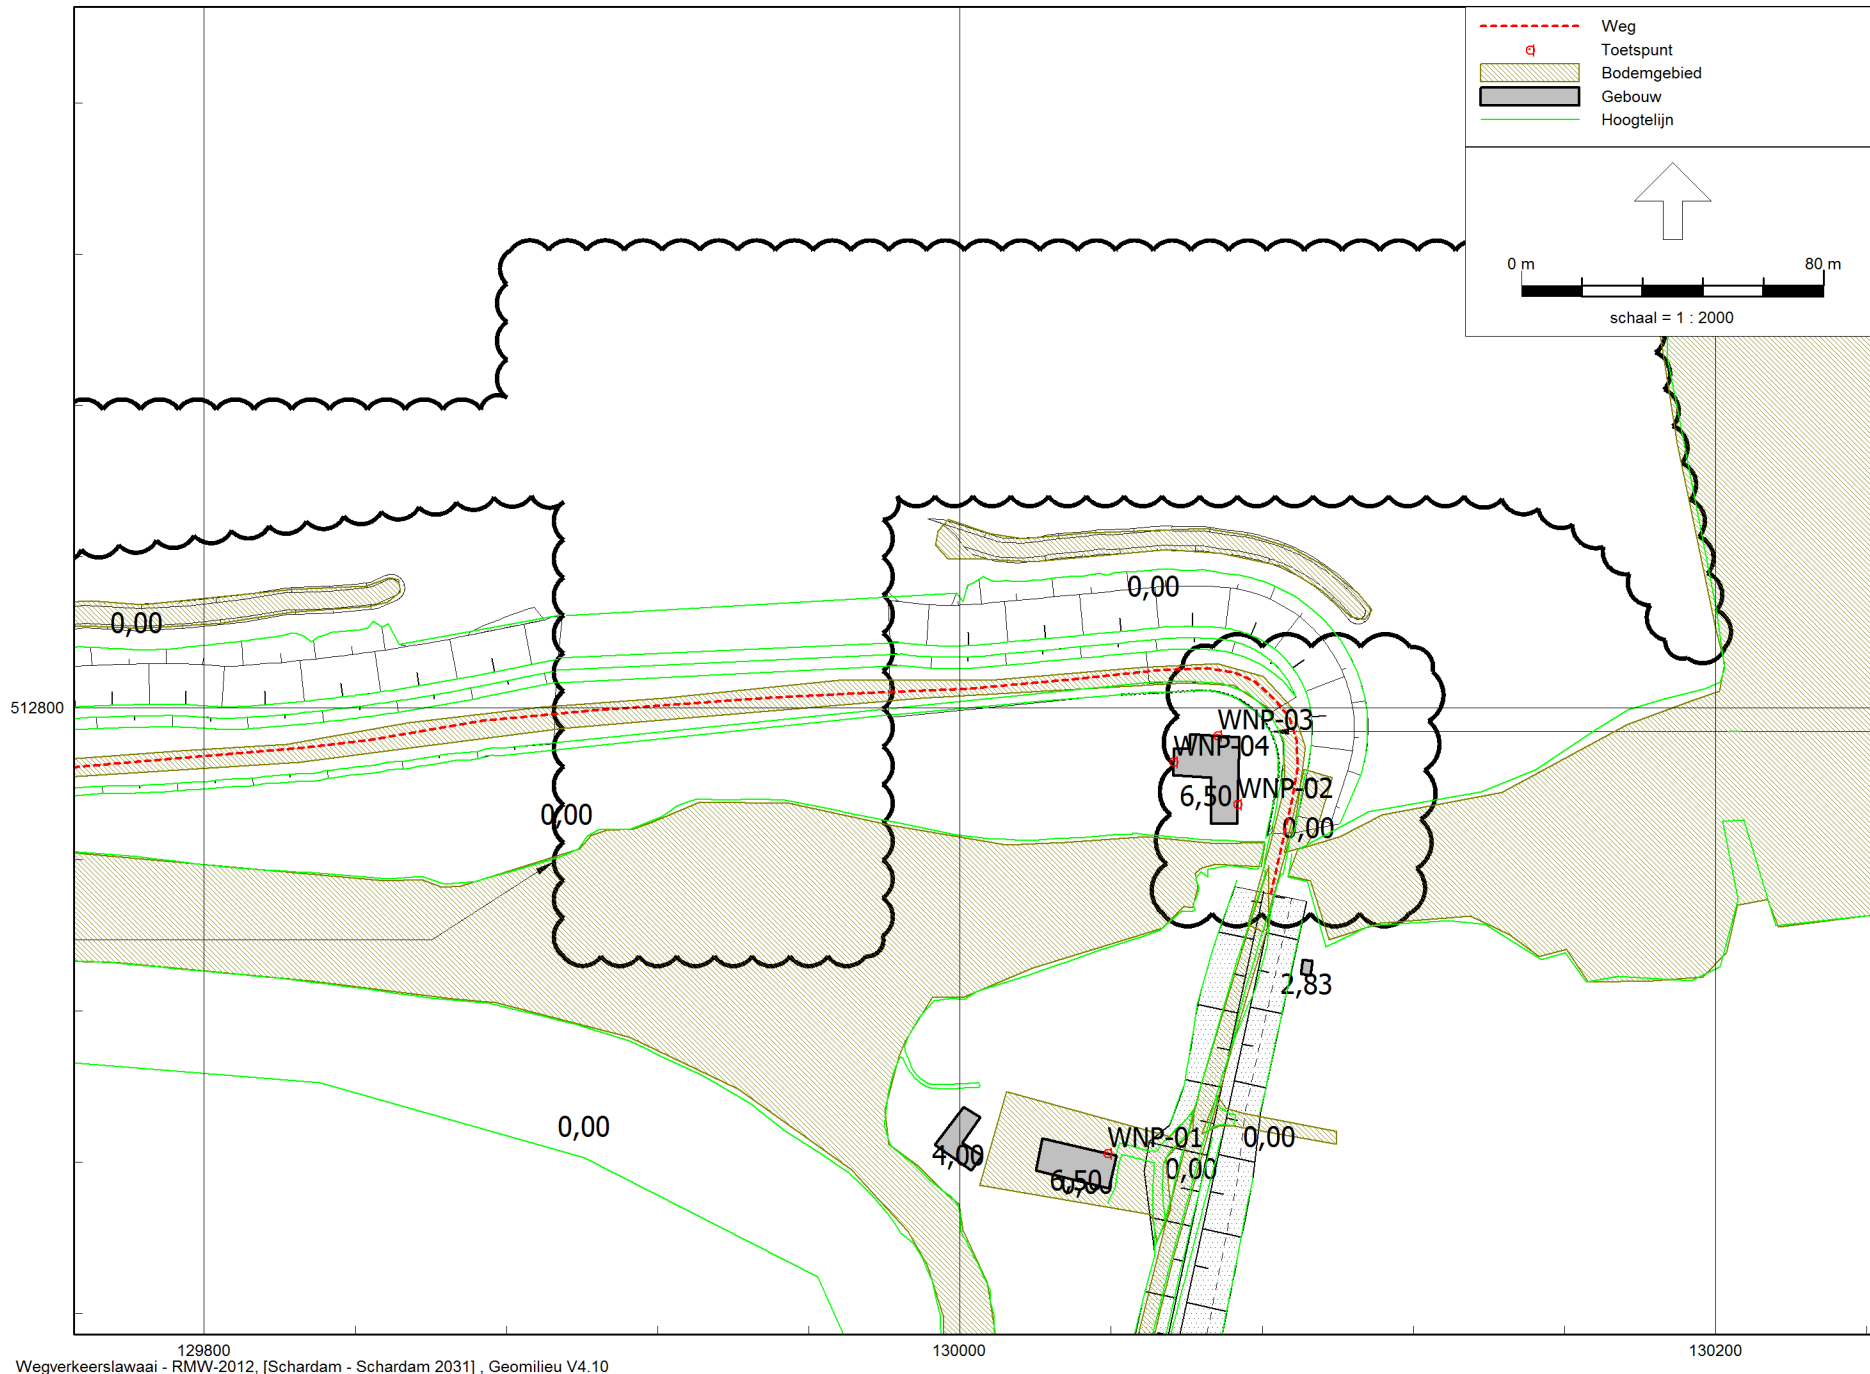 Weg
Toetspunt
Bodemgebied
Gebouw
Hoogtelijn
0 m 80 m
schaal = 1 : 2000
0,00
0,00
512800
WNP-03
WNP-04
6,50
WNP-02
0,00
0,00
2,83
0,00
WNP-01
0,00
4,00
0,00
6,50
129800 130000 130200
Wegverkeerslawaai - RMW-2012, [Schardam - Schardam 2031] , Geomilieu V4.10